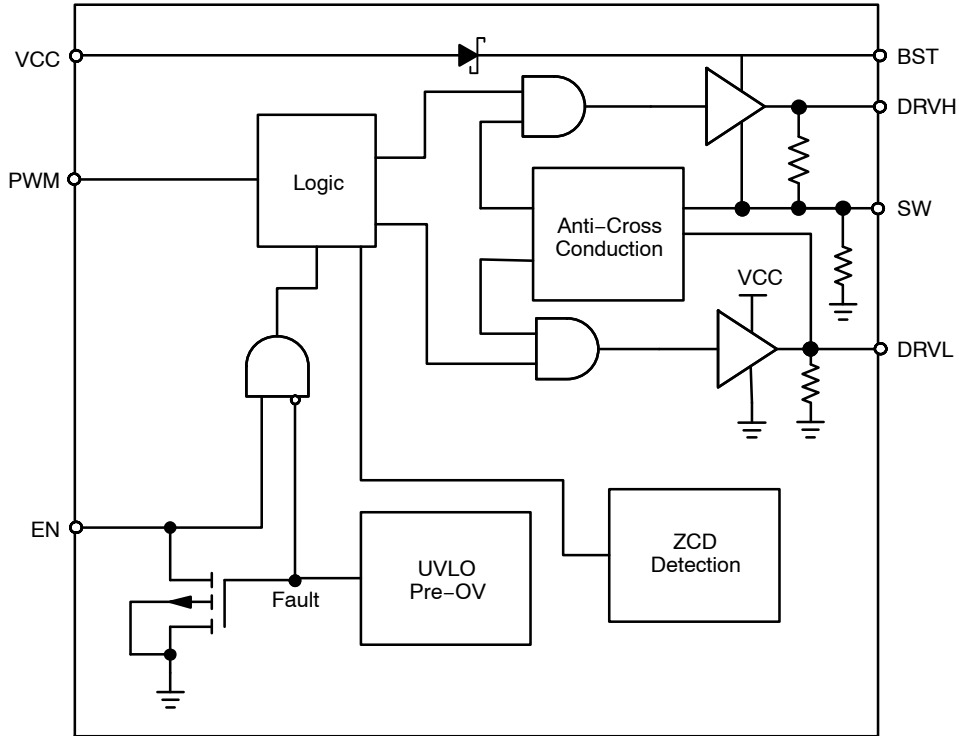 VCC
BST
DRVH
PWM
Logic
SW
Anti−Cross
Conduction
VCC
DRVL
EN
ZCD
Detection
UVLO
Pre−OV
Fault